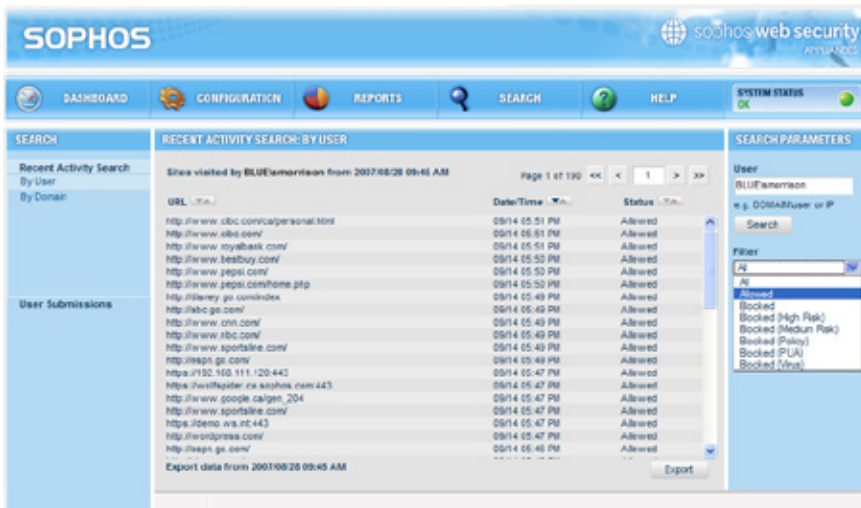 SOPHOS
sophos web security
APPLIANCES
DASHBOARD
CONFIGURATION
REPORTS
SEARCH
HELP
SYSTEM STATUS
OK
SEARCH
Recent Activity Search
By User
By Domain
User Submissions
RECENT ACTIVITY SEARCH: BY USER
Sites visited by BLUE\amorrison from 2007/08/28 09:45 AM
Page 1 of 190 << < 1 > >>
URL Date/Time Status
http://www.cibc.com/ca/personal.html 09/14 05:51 PM Allowed
http://www.cibc.com/ 09/14 05:51 PM Allowed
http://www.royalbank.com/ 09/14 05:51 PM Allowed
http://www.bestbuy.com/ 09/14 05:50 PM Allowed
http://www.pepsi.com/ 09/14 05:50 PM Allowed
http://www.pepsi.com/home.php 09/14 05:50 PM Allowed
http://disney.go.com/index 09/14 05:49 PM Allowed
http://abc.go.com/ 09/14 05:49 PM Allowed
http://www.cnn.com/ 09/14 05:49 PM Allowed
http://www.nbc.com/ 09/14 05:49 PM Allowed
http://www.sportsline.com/ 09/14 05:49 PM Allowed
http://espn.go.com/ 09/14 05:49 PM Allowed
https://192.168.111.120:443 09/14 05:47 PM Allowed
https://wolfspider.ca.sophos.com:443 09/14 05:47 PM Allowed
http://www.google.ca/gen_204 09/14 05:47 PM Allowed
http://www.sportsline.com/ 09/14 05:47 PM Allowed
https://demo.ws.int:443 09/14 05:47 PM Allowed
http://wordpress.com/ 09/14 05:47 PM Allowed
http://espn.go.com/ 09/14 05:46 PM Allowed
Export data from 2007/08/28 09:45 AM
Export
SEARCH PARAMETERS
User
BLUE\amorrison
e.g. DOMAIN\user or IP
Search
Filter
All
All
Allowed
Blocked
Blocked (High Risk)
Blocked (Medium Risk)
Blocked (Policy)
Blocked (PUA)
Blocked (Virus)